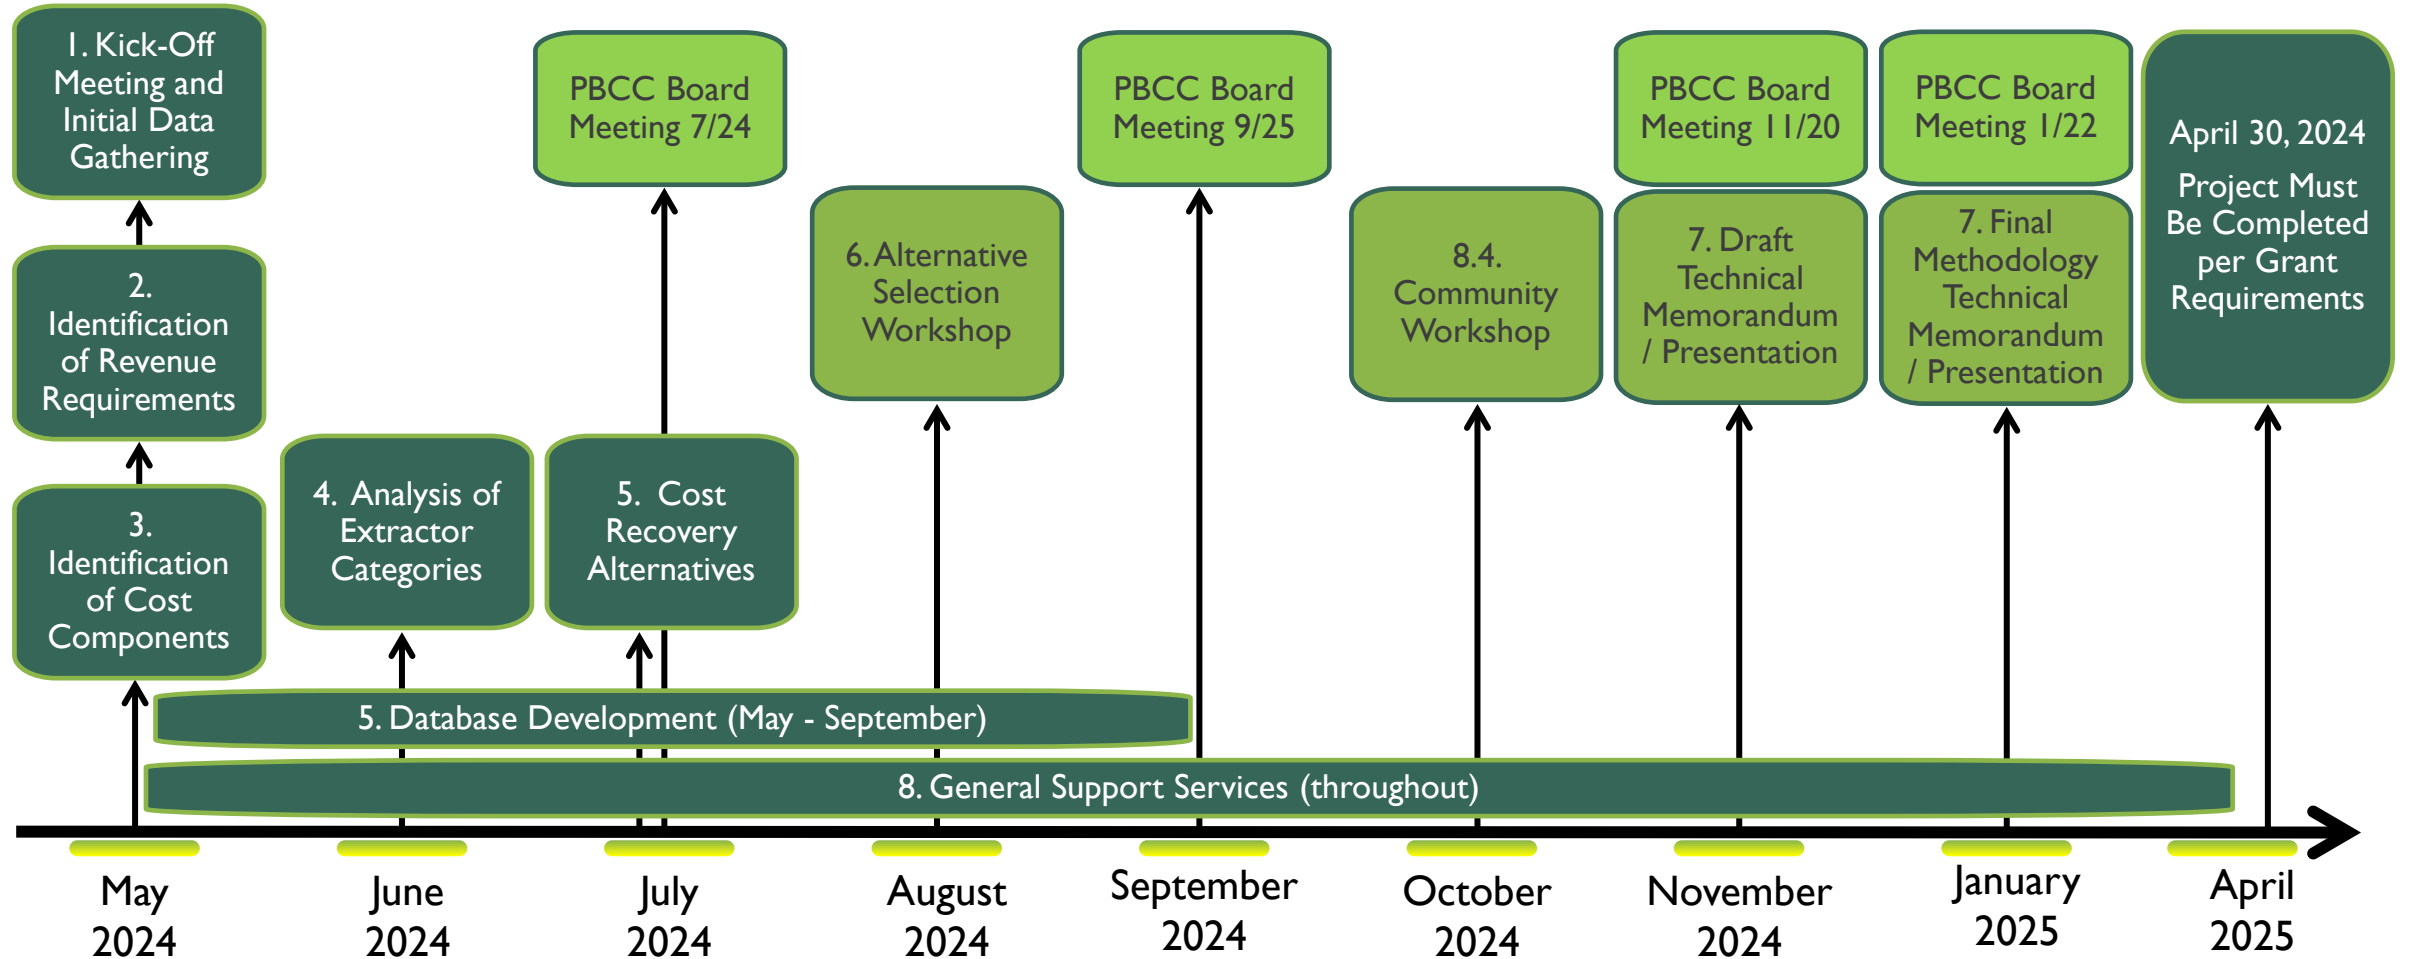 1. Kick-Off
Meeting and
Initial Data
Gathering
2.
Identification
of Revenue
Requirements
3.
Identification
of Cost
Components
4. Analysis of
Extractor
Categories
PBCC Board
Meeting 7/24
5. Cost
Recovery
Alternatives
6. Alternative
Selection
Workshop
PBCC Board
Meeting 9/25
8.4.
Community
Workshop
PBCC Board
Meeting 11/20
7. Draft
Technical
Memorandum
/ Presentation
PBCC Board
Meeting 1/22
7. Final
Methodology
Technical
Memorandum
/ Presentation
April 30, 2024
Project Must
Be Completed
per Grant
Requirements
5. Database Development (May - September)
8. General Support Services (throughout)
May
2024
June
2024
July
2024
August
2024
September
2024
October
2024
November
2024
January
2025
April
2025